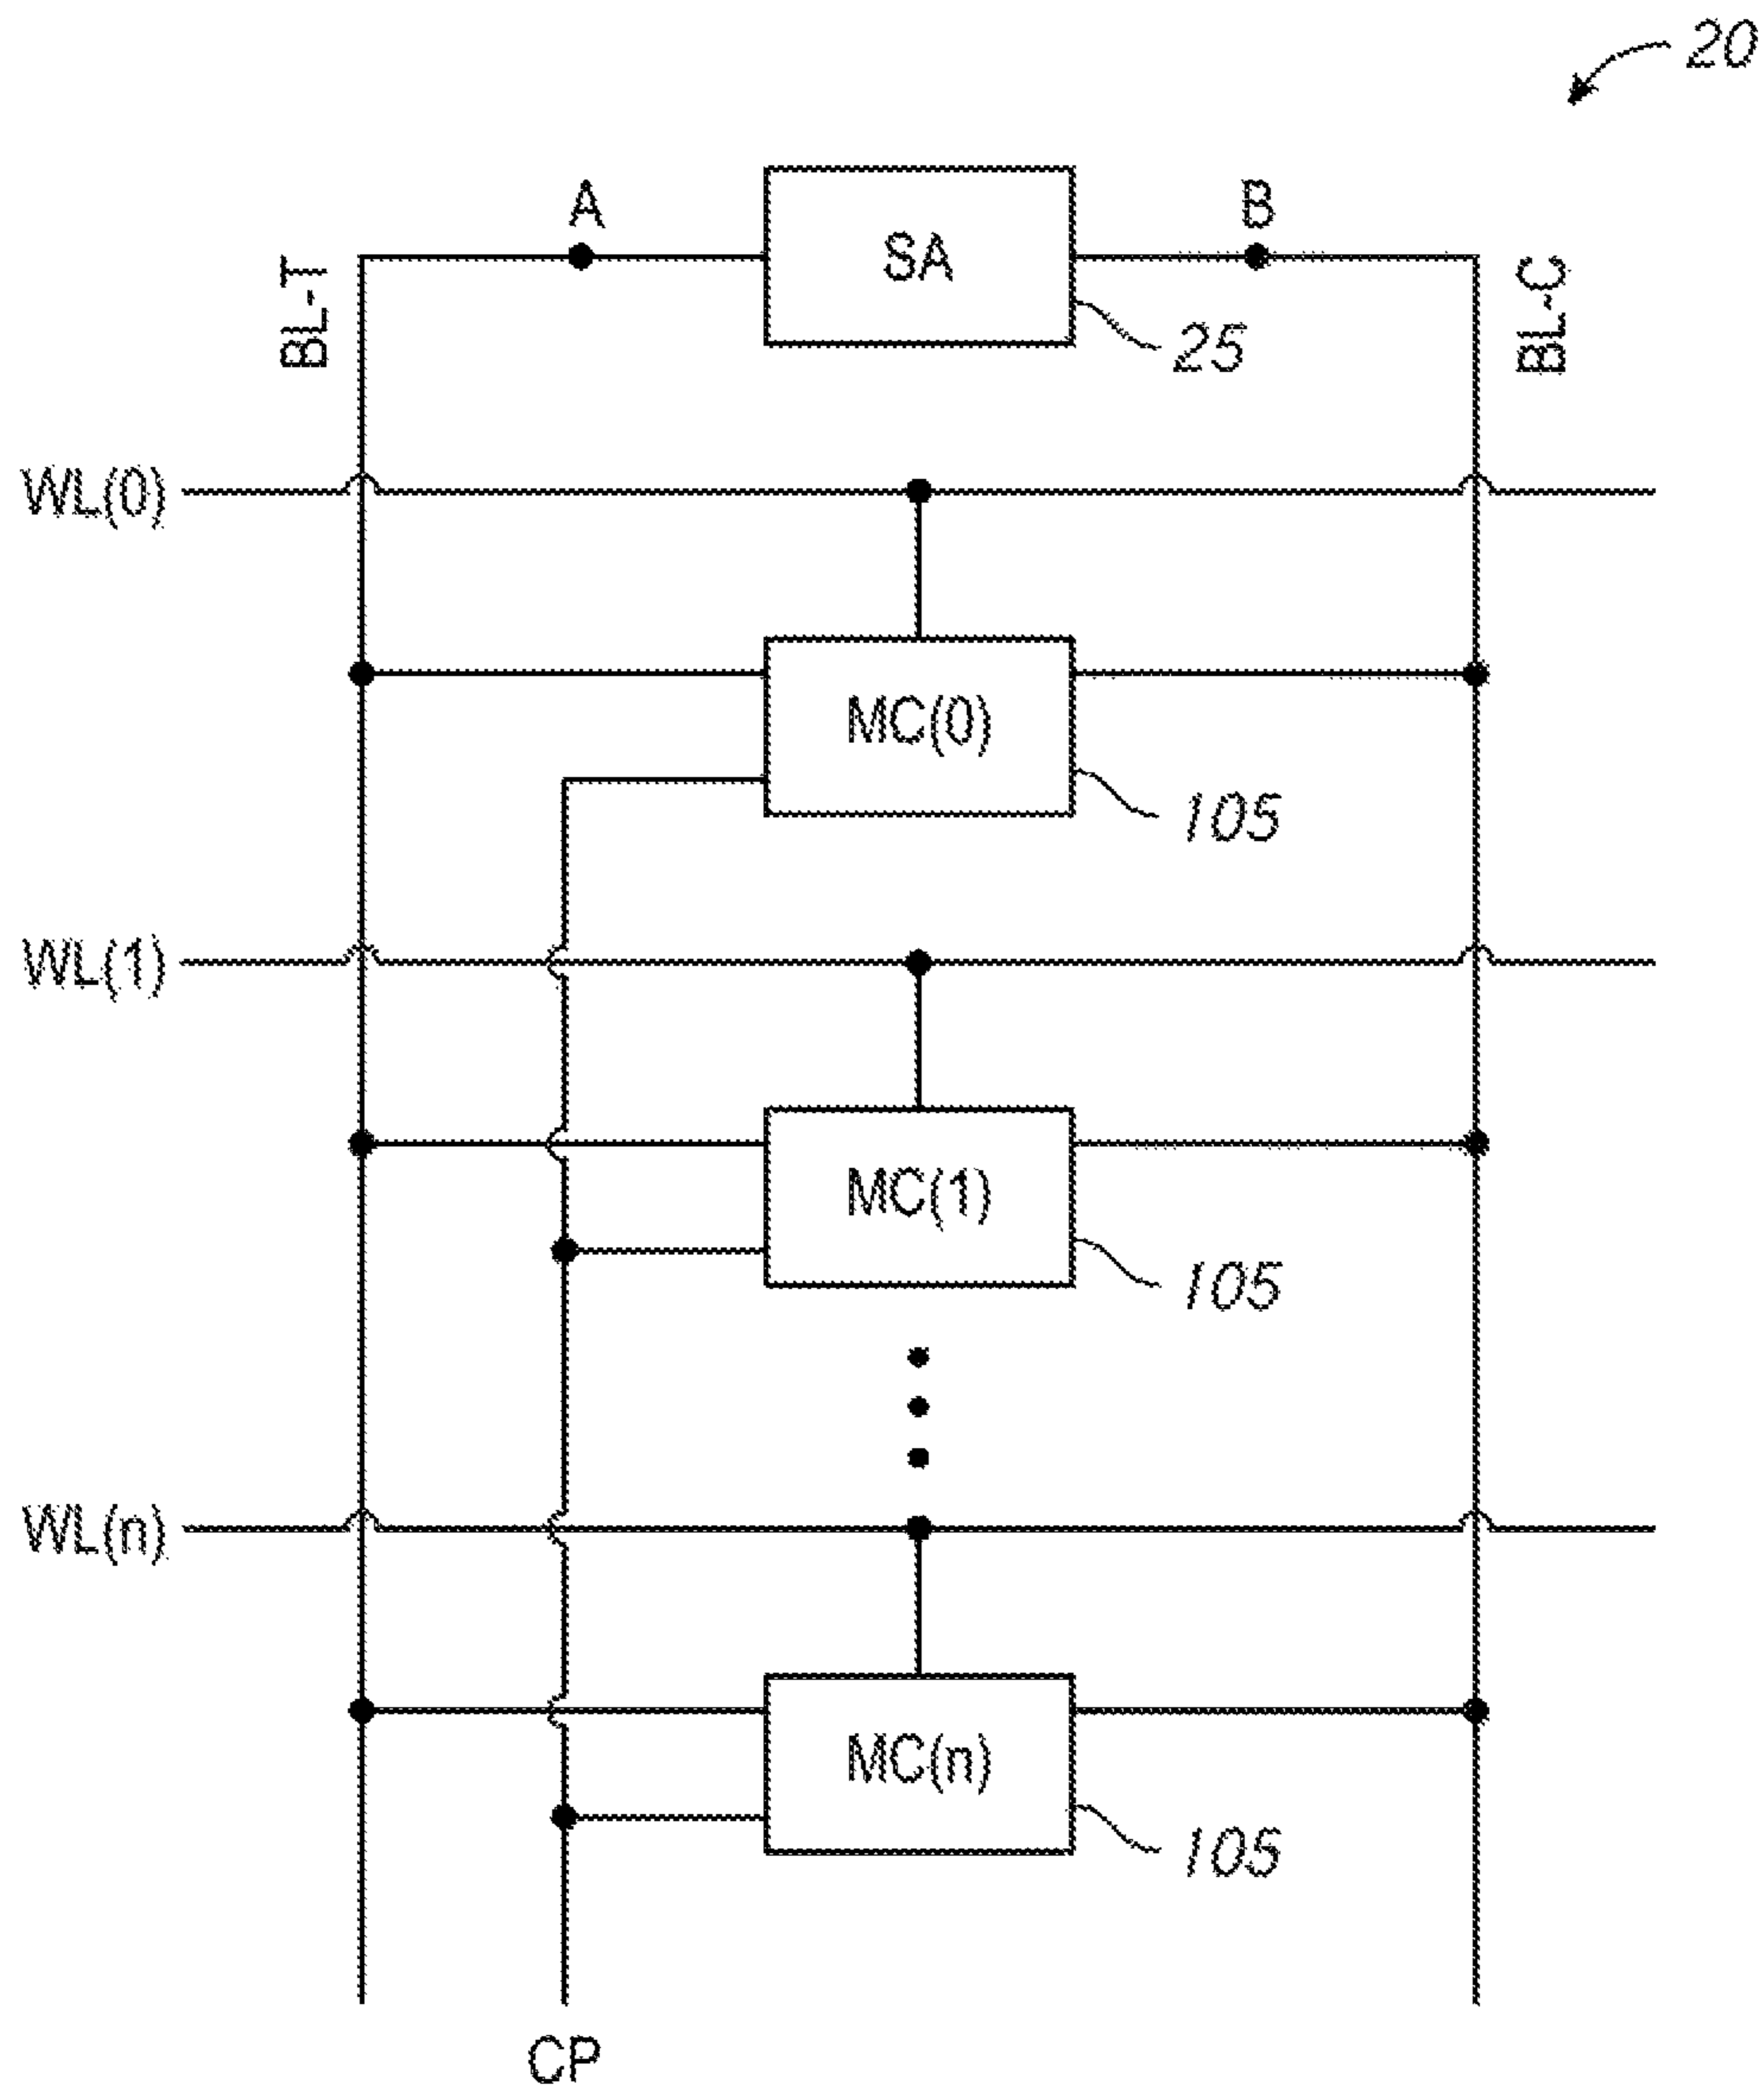 20
A
SA
B
BL-T
25
BL-C
WL(0)
MC(0)
105
WL(1)
MC(1)
105
WL(n)
MC(n)
105
CP